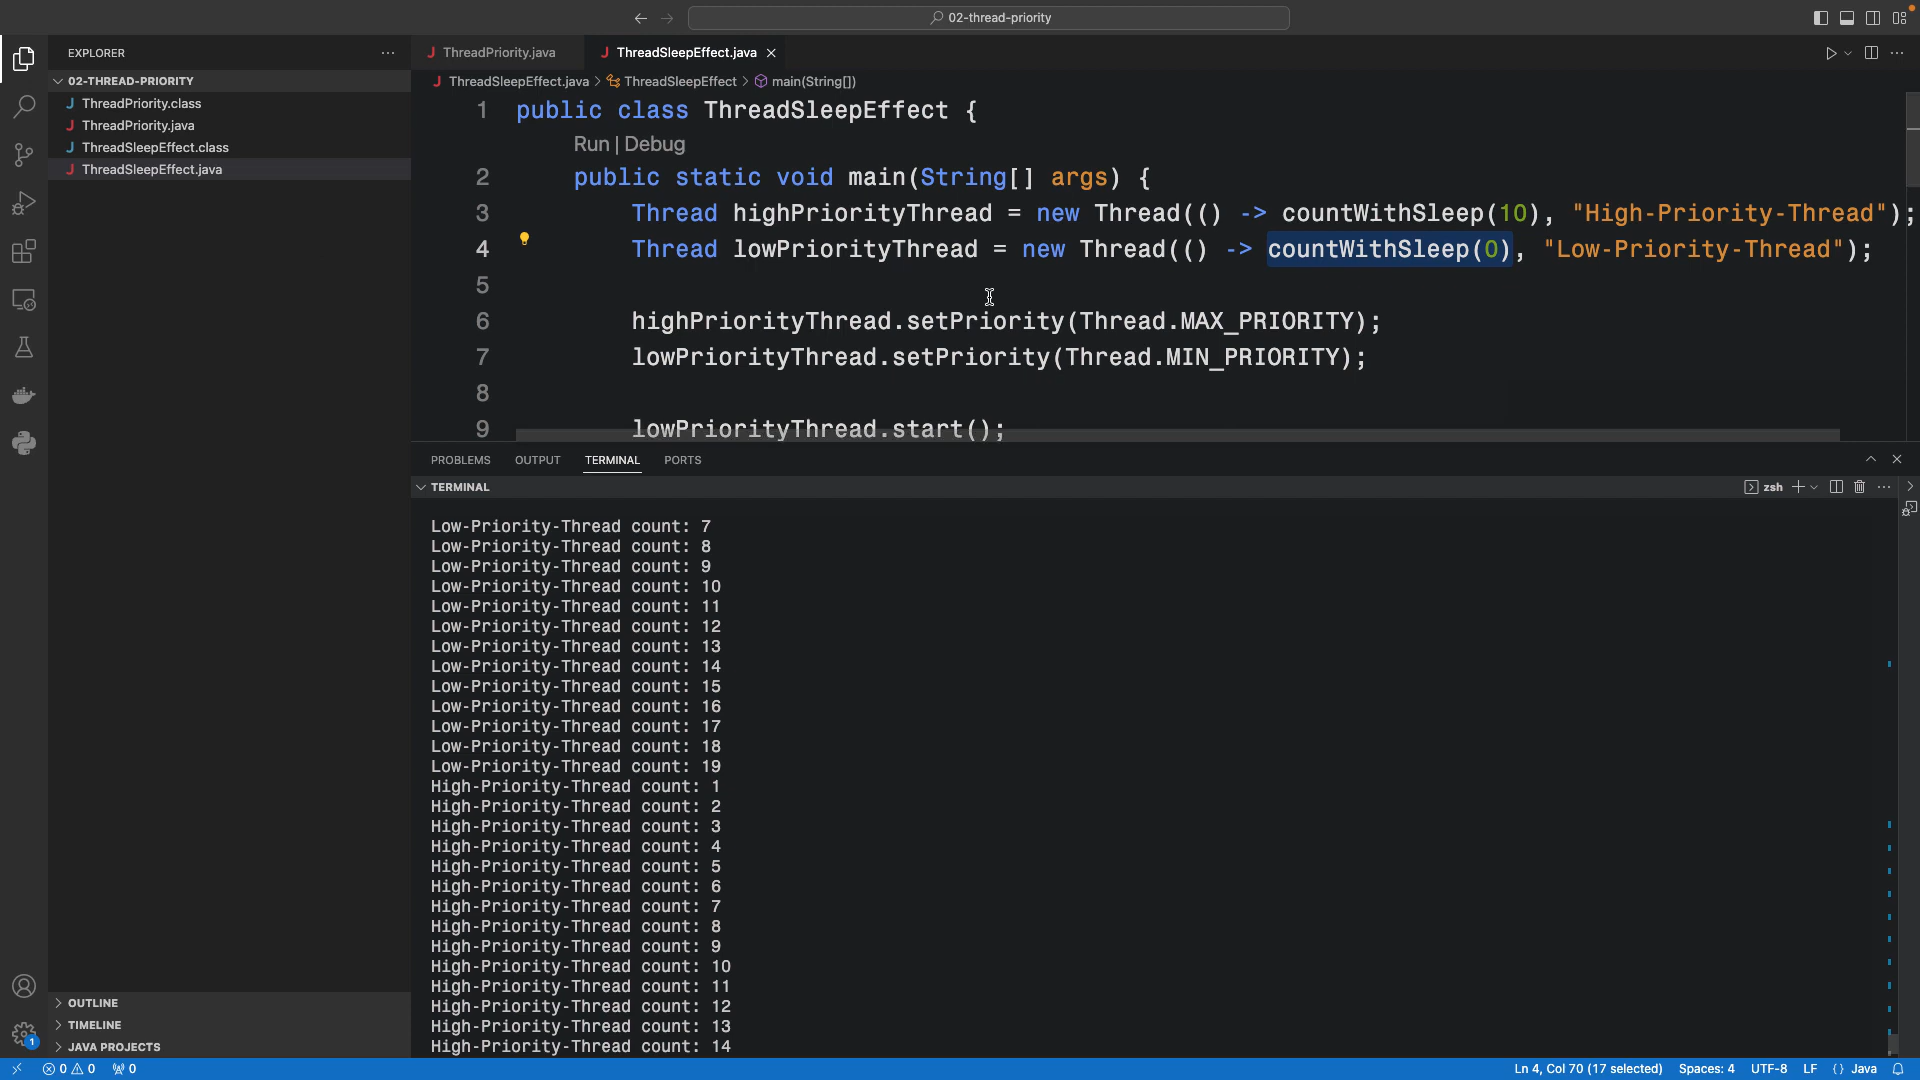 02-thread-priority
EXPLORER
02-THREAD-PRIORITY
J ThreadPriority.class
J ThreadPriority.java
J ThreadSleepEffect.class
J ThreadSleepEffect.java
OUTLINE
TIMELINE
JAVA PROJECTS
J ThreadPriority.java
J ThreadSleepEffect.java
J ThreadSleepEffect.java > ThreadSleepEffect > main(String[])
1 public class ThreadSleepEffect {
Run | Debug
2 public static void main(String[] args) {
3 Thread highPriorityThread = new Thread(() -> countWithSleep(10), "High-Priority-Thread");
4 Thread lowPriorityThread = new Thread(() -> countWithSleep(0), "Low-Priority-Thread");
5
6 highPriorityThread.setPriority(Thread.MAX_PRIORITY);
7 lowPriorityThread.setPriority(Thread.MIN_PRIORITY);
8
9 lowPriorityThread.start();
PROBLEMS OUTPUT TERMINAL PORTS
TERMINAL
zsh
Low-Priority-Thread count: 7
Low-Priority-Thread count: 8
Low-Priority-Thread count: 9
Low-Priority-Thread count: 10
Low-Priority-Thread count: 11
Low-Priority-Thread count: 12
Low-Priority-Thread count: 13
Low-Priority-Thread count: 14
Low-Priority-Thread count: 15
Low-Priority-Thread count: 16
Low-Priority-Thread count: 17
Low-Priority-Thread count: 18
Low-Priority-Thread count: 19
High-Priority-Thread count: 1
High-Priority-Thread count: 2
High-Priority-Thread count: 3
High-Priority-Thread count: 4
High-Priority-Thread count: 5
High-Priority-Thread count: 6
High-Priority-Thread count: 7
High-Priority-Thread count: 8
High-Priority-Thread count: 9
High-Priority-Thread count: 10
High-Priority-Thread count: 11
High-Priority-Thread count: 12
High-Priority-Thread count: 13
High-Priority-Thread count: 14
1
0 0 0
Ln 4, Col 70 (17 selected) Spaces: 4 UTF-8 LF {} Java